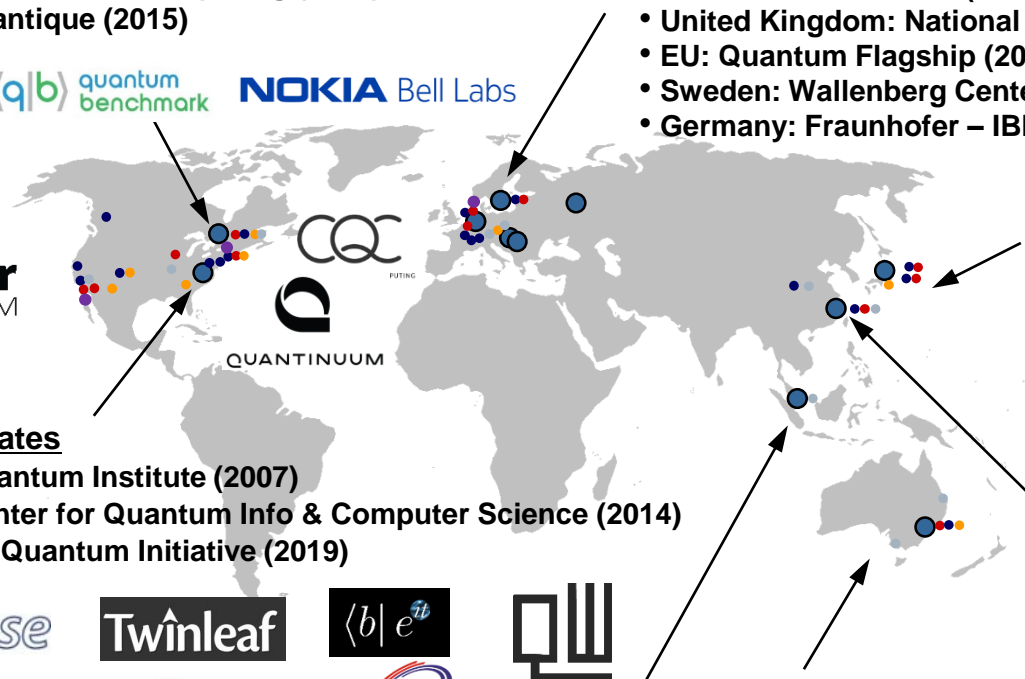 antique (2015)
• United Kingdom: National
• EU: Quantum Flagship (20
• Sweden: Wallenberg Cente
• Germany: Fraunhofer – IB
⟨q|b⟩ quantum benchmark
NOKIA Bell Labs
CQC
PUTING
r
M
QUANTINUUM
ates
antum Institute (2007)
nter for Quantum Info & Computer Science (2014)
Quantum Initiative (2019)
se
Twinleaf
⟨b| e^it